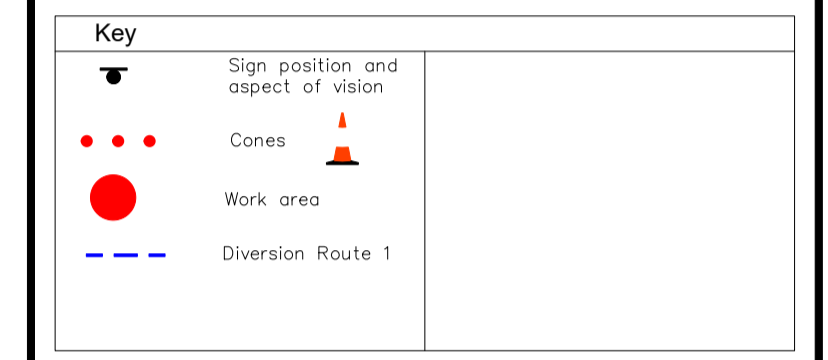 Key
Sign position and
aspect of vision
Cones
Work area
Diversion Route 1